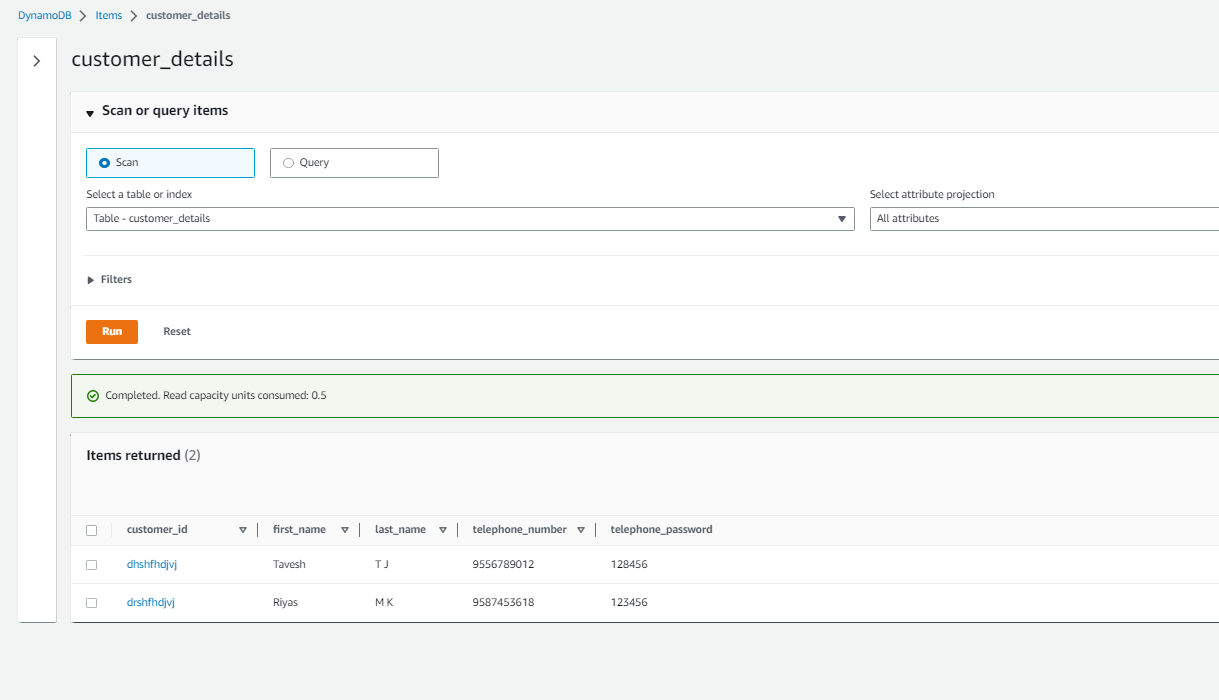 DynamoDB > Items > customer_details
customer_details
Scan or query items
Scan Query
Select a table or index Select attribute projection
Table - customer_details All attributes
Filters
Run Reset
Completed. Read capacity units consumed: 0.5
Items returned (2)
customer_id first_name last_name telephone_number telephone_password
dhshfhdjvj Tavesh T J 9556789012 128456
drshfhdjvj Riyas M K 9587453618 123456